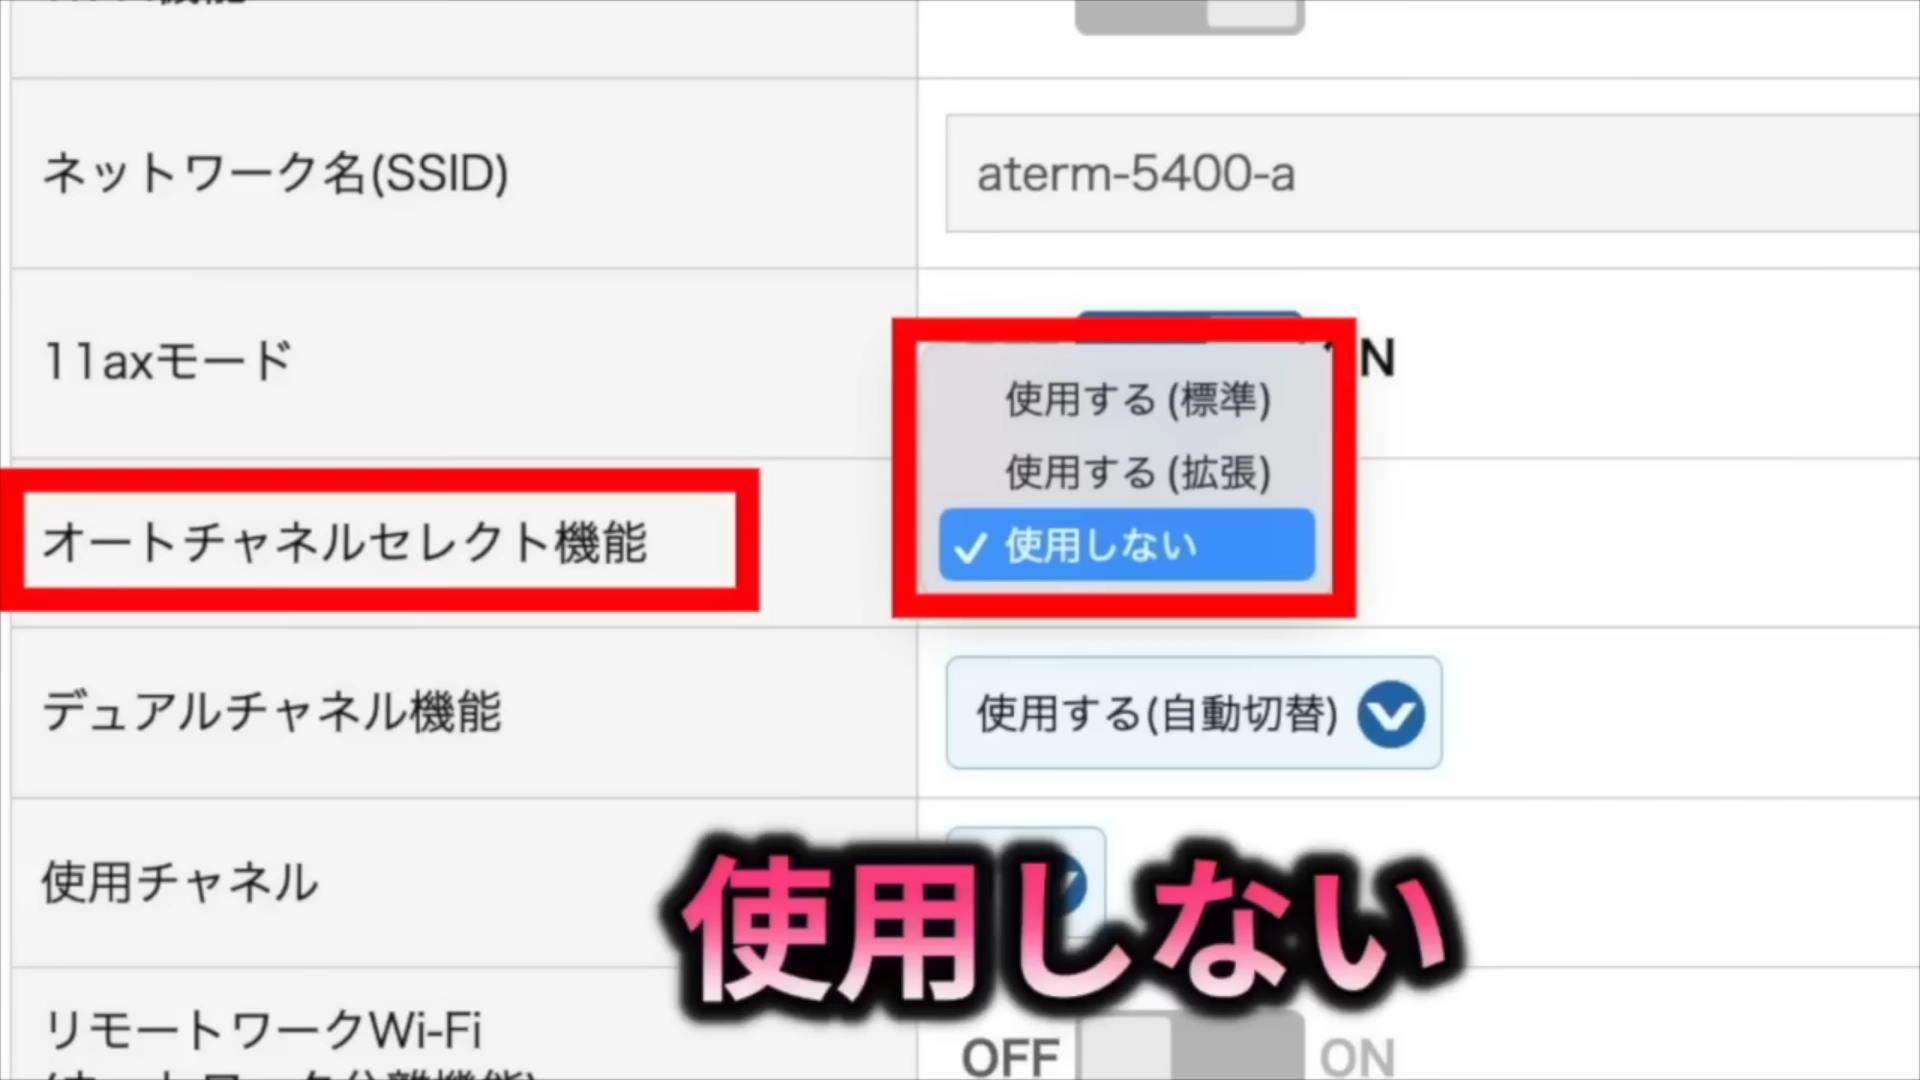 ネットワーク名(SSID)
aterm-5400-a
11axモード
使用する (標準)
使用する (拡張)
オートチャネルセレクト機能
✓ 使用しない
デュアルチャネル機能
使用する(自動切替)
使用チャネル
使用しない
リモートワークWi-Fi
OFF ON